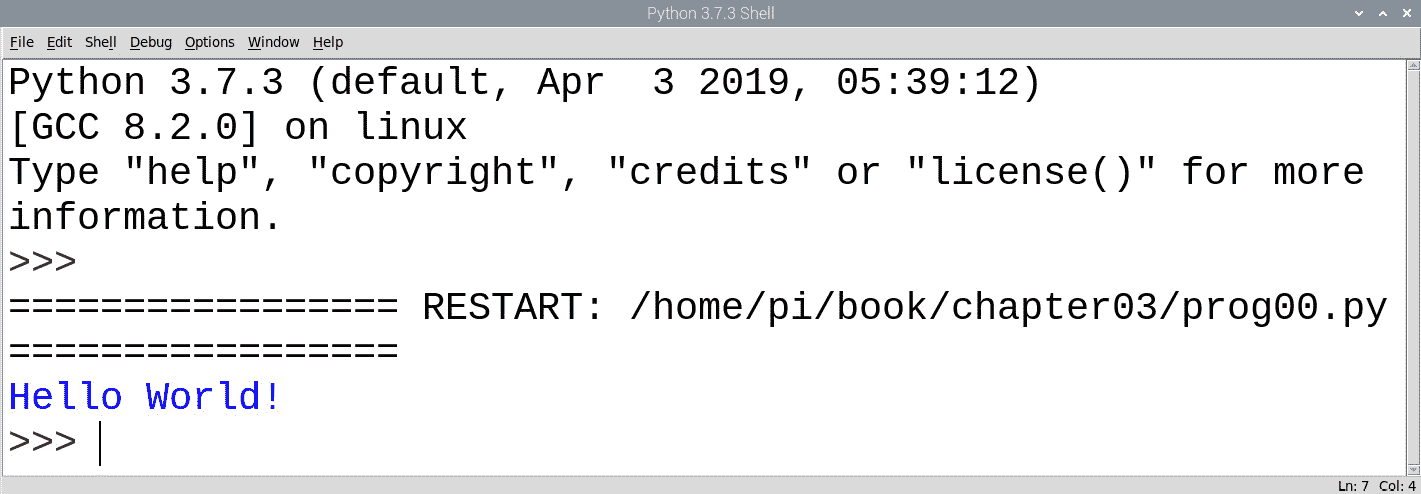 Python 3.7.3 Shell
File Edit Shell Debug Options Window Help
Python 3.7.3 (default, Apr  3 2019, 05:39:12)
[GCC 8.2.0] on linux
Type "help", "copyright", "credits" or "license()" for more
information.
>>>
================= RESTART: /home/pi/book/chapter03/prog00.py
=================
Hello World!
>>>
Ln: 7 Col: 4